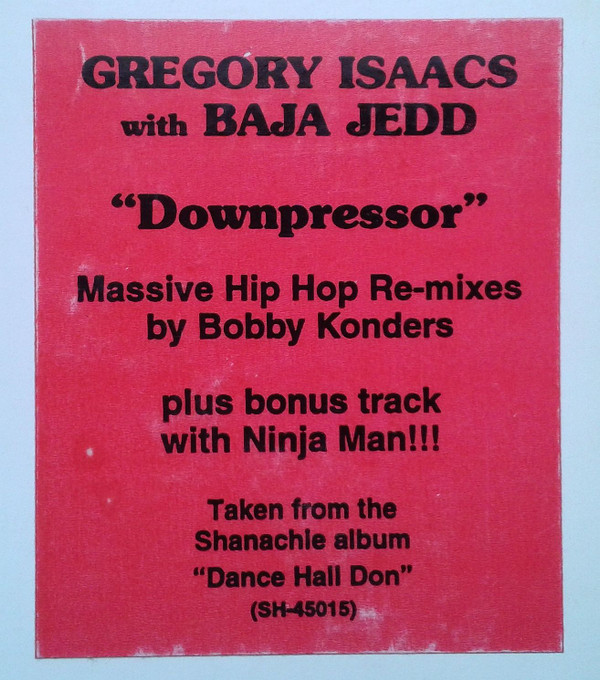 GREGORY ISAACS
with BAJA JEDD
“Downpressor”
Massive Hip Hop Re-mixes
by Bobby Konders
plus bonus track
with Ninja Man!!!
Taken from the
Shanachie album
“Dance Hall Don”
(SH-45015)